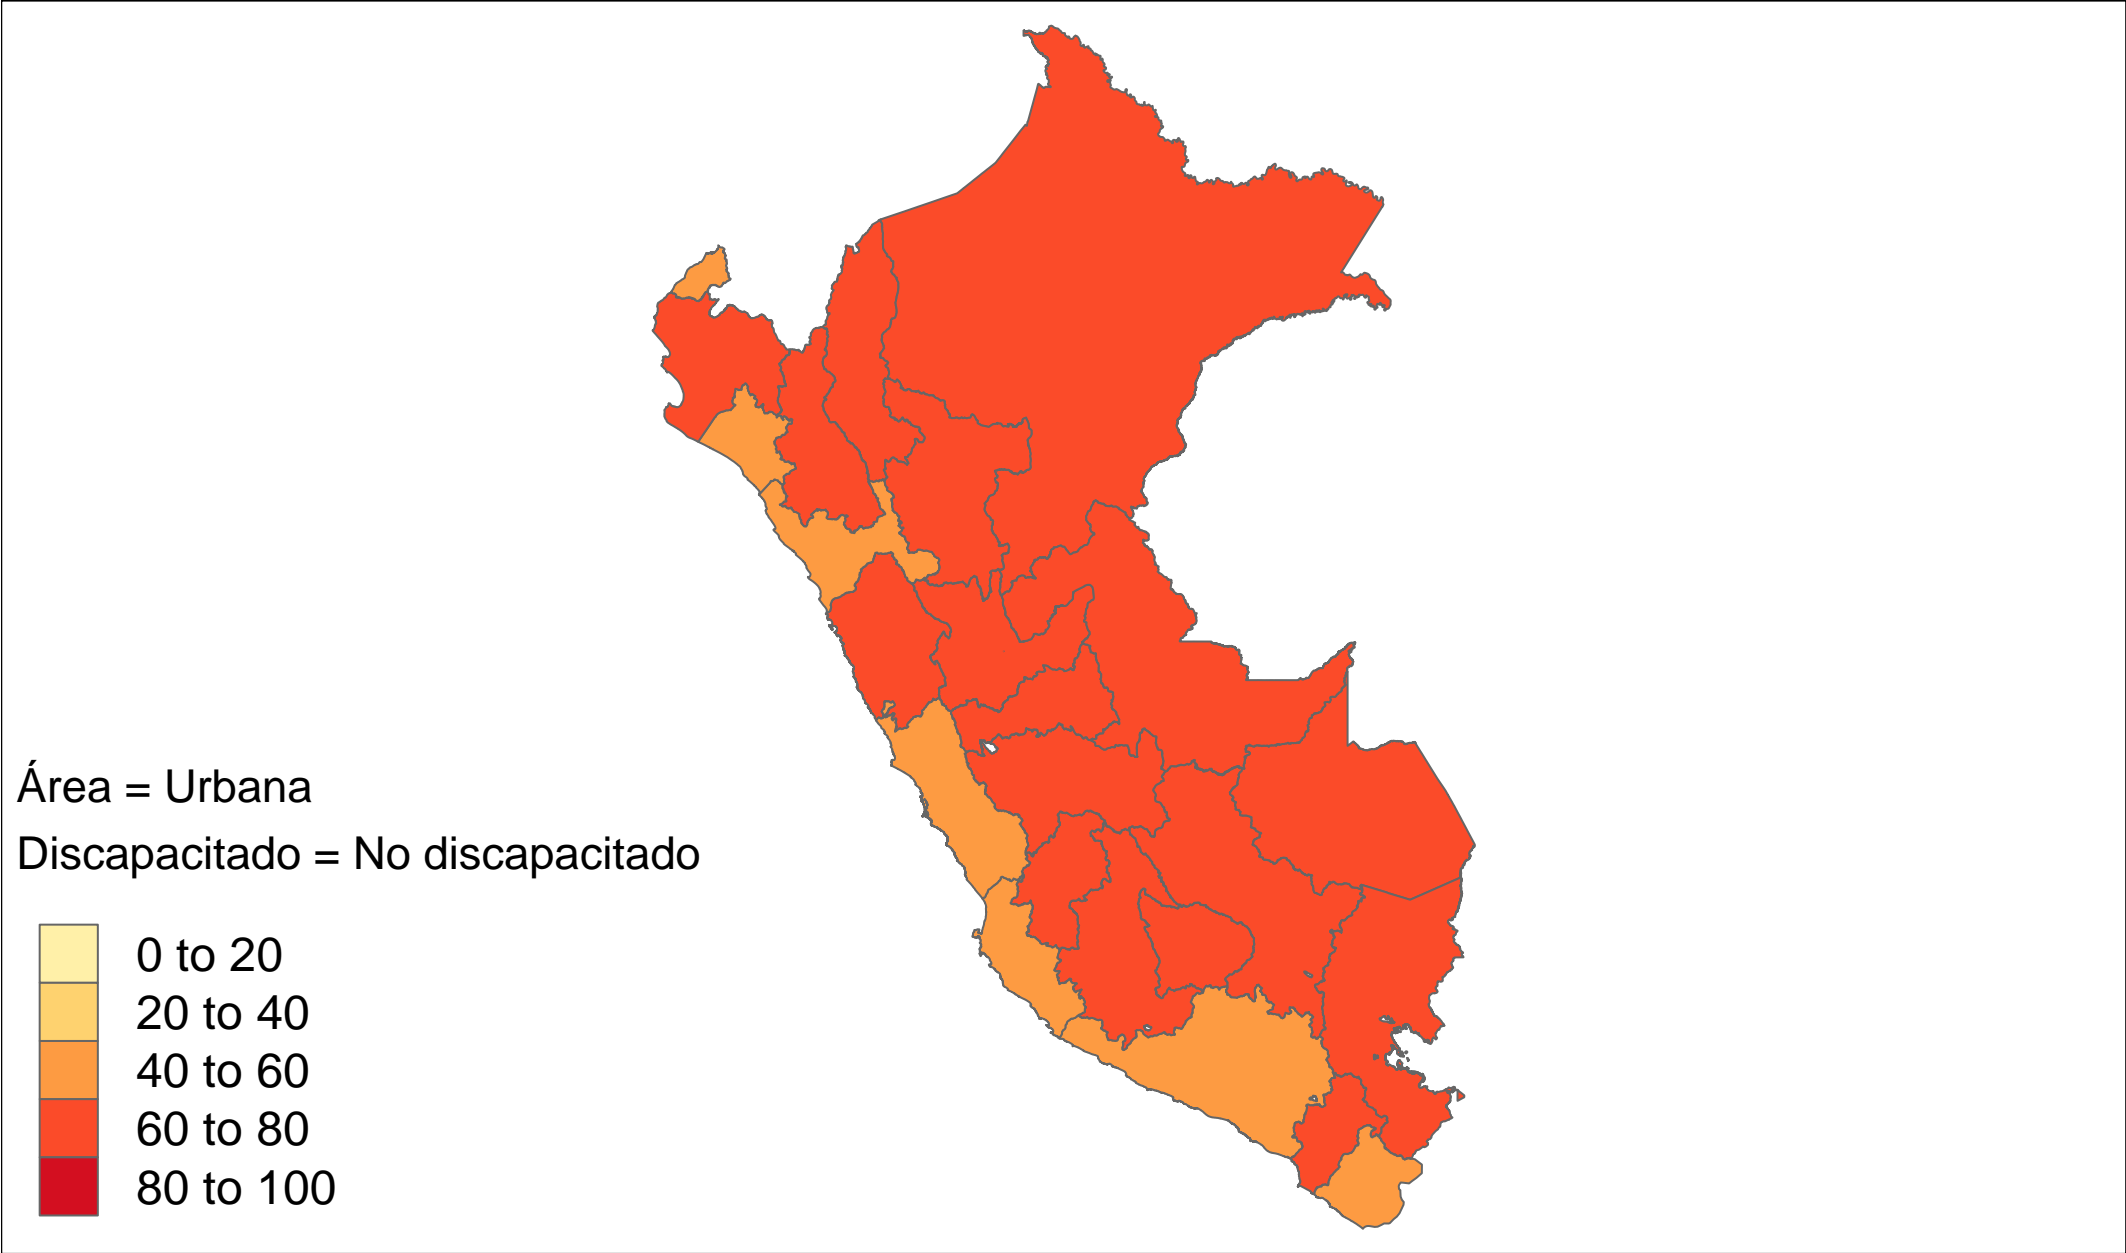 Área = Urbana
Discapacitado = No discapacitado
0 to 20
20 to 40
40 to 60
60 to 80
80 to 100